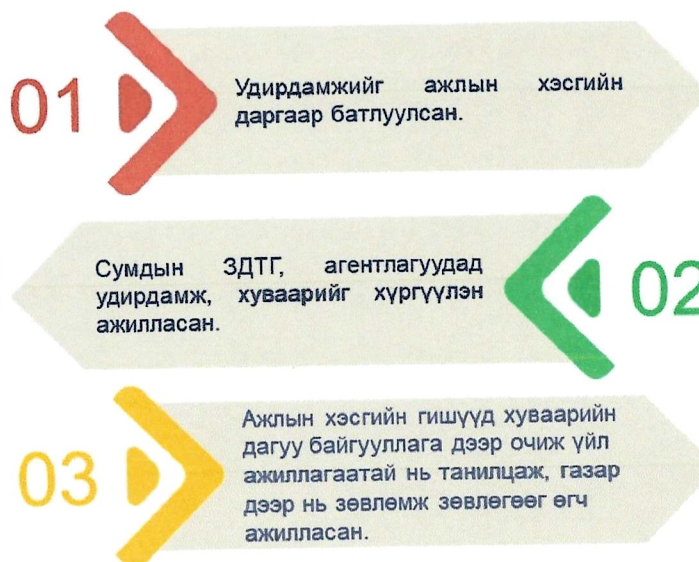 01
Удирдамжийг ажлын хэсгийн
даргаар батлуулсан.
Сумдын ЗДТГ, агентлагуудад
удирдамж, хуваарийг хүргүүлэн
ажилласан.
02
03
Ажлын хэсгийн гишүүд хуваарийн
дагуу байгууллага дээр очиж үйл
ажиллагаатай нь танилцаж, газар
дээр нь зөвлөмж зөвлөгөөг өгч
ажилласан.